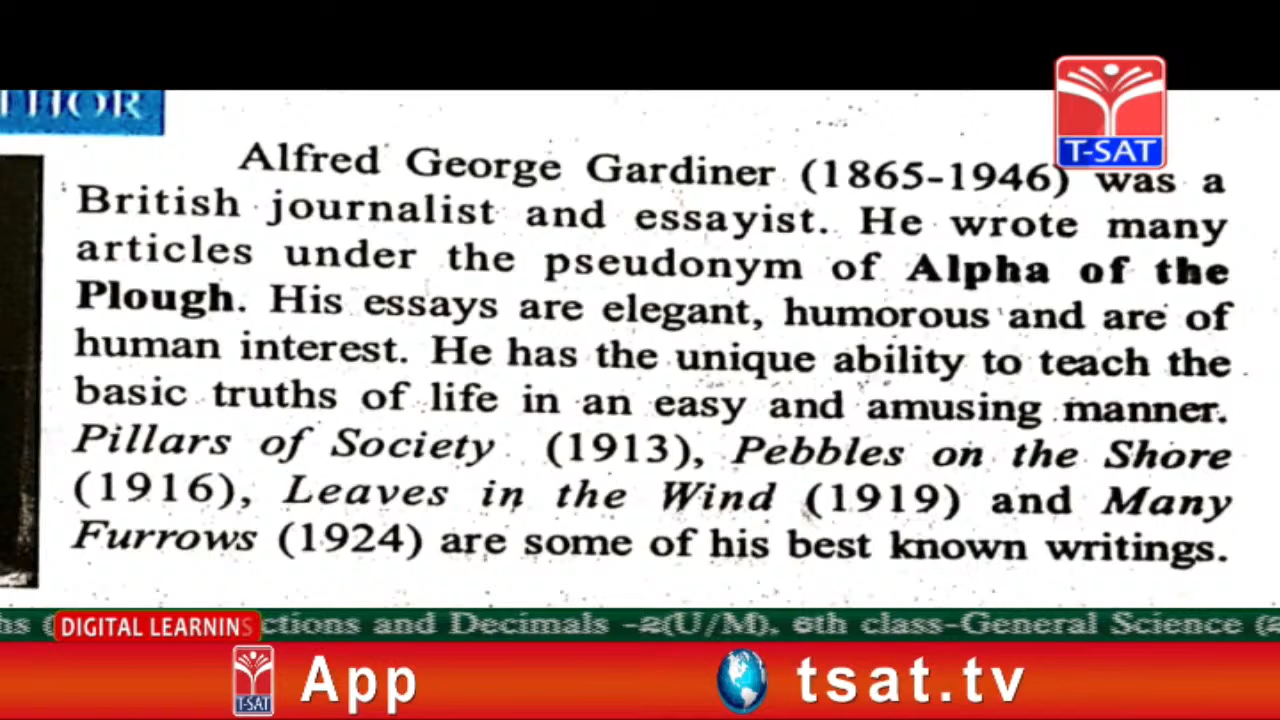 THOR
T-SAT
Alfred George Gardiner (1865-1946) was a
British journalist and essayist. He wrote many
articles under the pseudonym of Alpha of the
Plough. His essays are elegant, humorous and are of
human interest. He has the unique ability to teach the
basic truths of life in an easy and amusing manner.
Pillars of Society (1913), Pebbles on the Shore
(1916), Leaves in the Wind (1919) and Many
Furrows (1924) are some of his best known writings.
DIGITAL LEARNINS ctions and Decimals -2(U/M), 6th class-General Science
T-SAT App tsat.tv